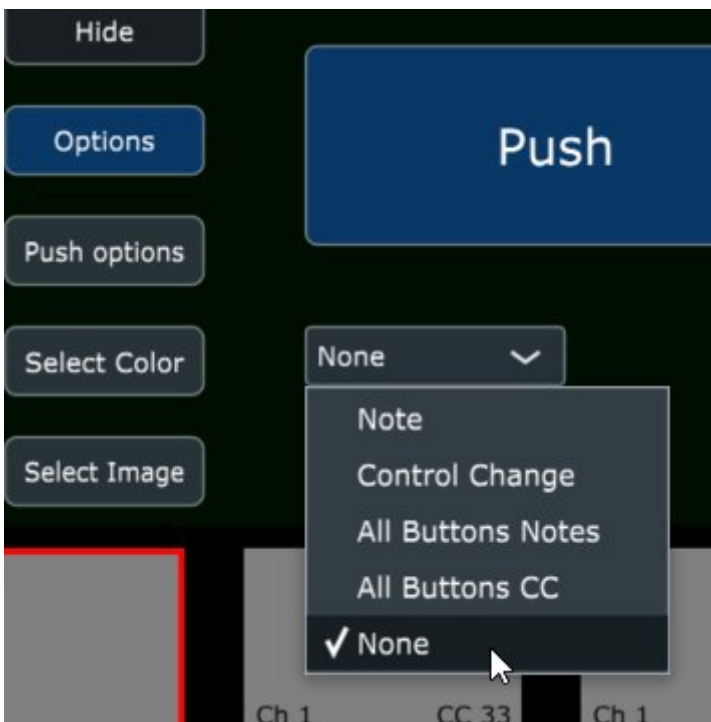 Hide
Options
Push
Push options
Select Color
None
Note
Control Change
All Buttons Notes
All Buttons CC
None
Select Image
Ch 1 CC 33 Ch 1